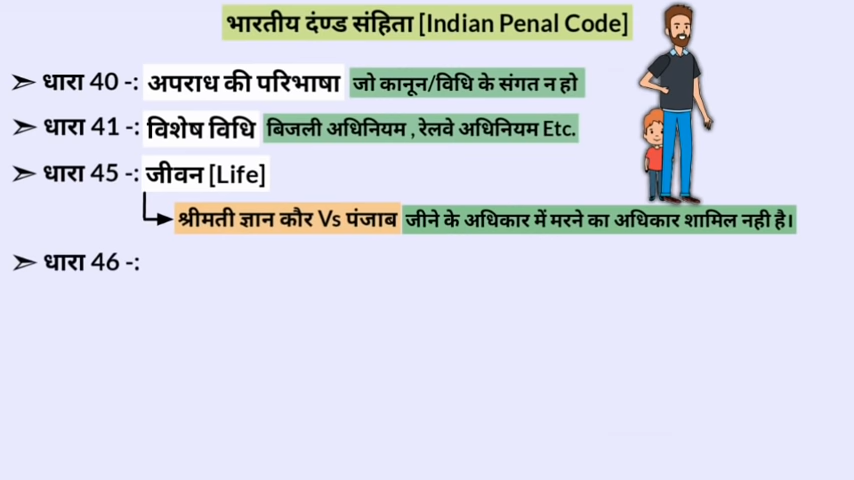 भारतीय दंण्ड संहिता [Indian Penal Code]
➣ धारा 40 -: अपराध की परिभाषा जो कानून/विधि के संगत न हो
➣ धारा 41 -: विशेष विधि बिजली अधिनियम , रेलवे अधिनियम Etc.
➣ धारा 45 -: जीवन [Life]
श्रीमती ज्ञान कौर Vs पंजाब जीने के अधिकार में मरने का अधिकार शामिल नही है।
➣ धारा 46 -: